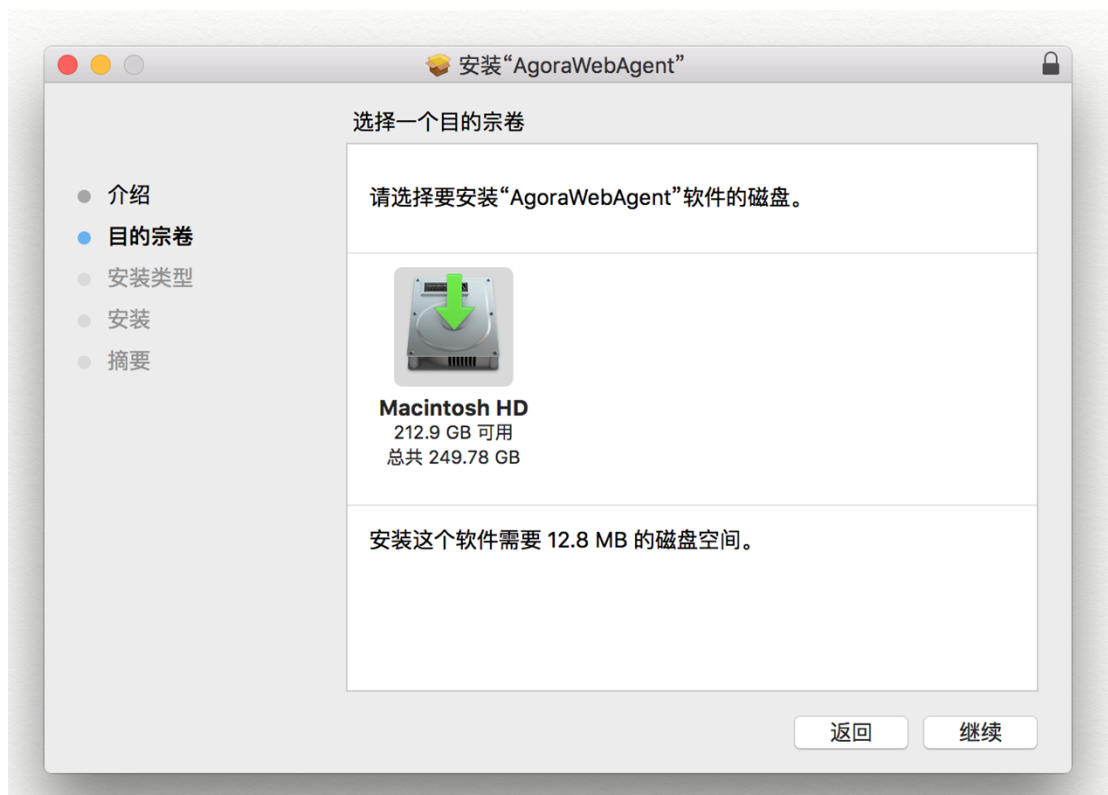 安装“AgoraWebAgent”
选择一个目的宗卷
介绍
目的宗卷
安装类型
安装
摘要
请选择要安装“AgoraWebAgent”软件的磁盘。
Macintosh HD
212.9 GB 可用
总共 249.78 GB
安装这个软件需要 12.8 MB 的磁盘空间。
返回
继续